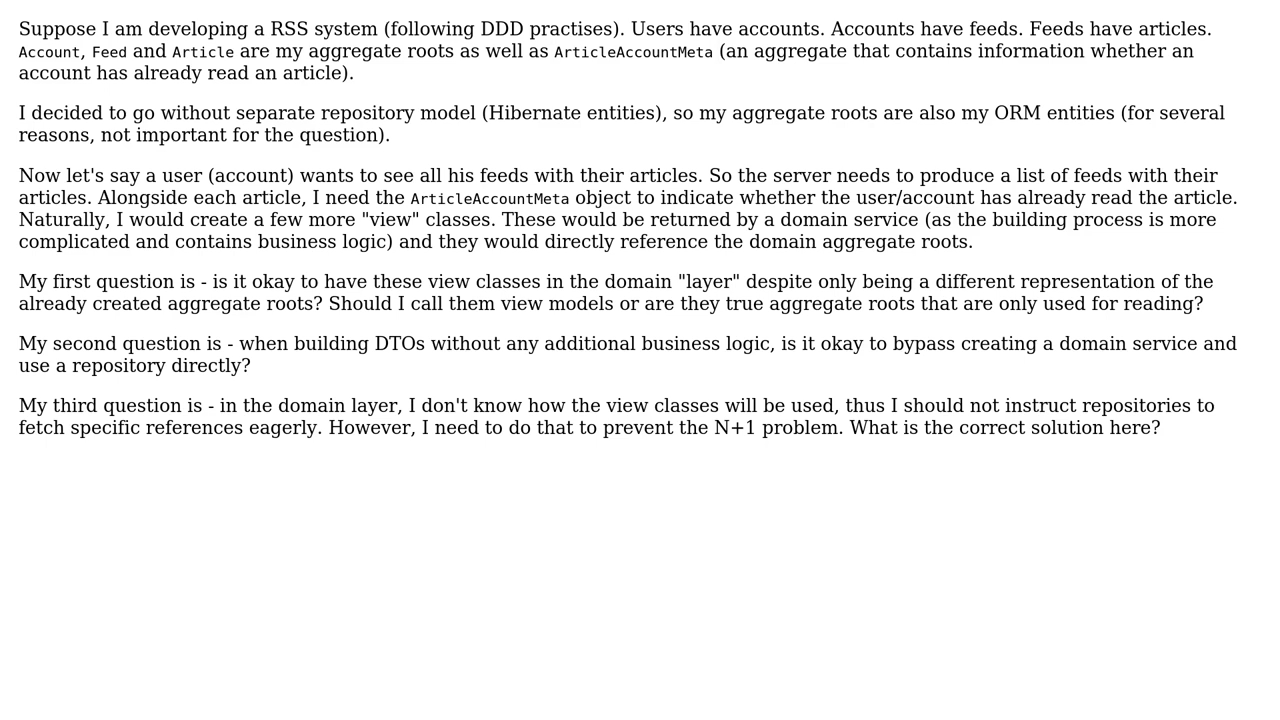 Suppose I am developing a RSS system (following DDD practises). Users have accounts. Accounts have feeds. Feeds have articles.
Account, Feed and Article are my aggregate roots as well as ArticleAccountMeta (an aggregate that contains information whether an
account has already read an article).
I decided to go without separate repository model (Hibernate entities), so my aggregate roots are also my ORM entities (for several
reasons, not important for the question).
Now let's say a user (account) wants to see all his feeds with their articles. So the server needs to produce a list of feeds with their
articles. Alongside each article, I need the ArticleAccountMeta object to indicate whether the user/account has already read the article.
Naturally, I would create a few more "view" classes. These would be returned by a domain service (as the building process is more
complicated and contains business logic) and they would directly reference the domain aggregate roots.
My first question is - is it okay to have these view classes in the domain "layer" despite only being a different representation of the
already created aggregate roots? Should I call them view models or are they true aggregate roots that are only used for reading?
My second question is - when building DTOs without any additional business logic, is it okay to bypass creating a domain service and
use a repository directly?
My third question is - in the domain layer, I don't know how the view classes will be used, thus I should not instruct repositories to
fetch specific references eagerly. However, I need to do that to prevent the N+1 problem. What is the correct solution here?